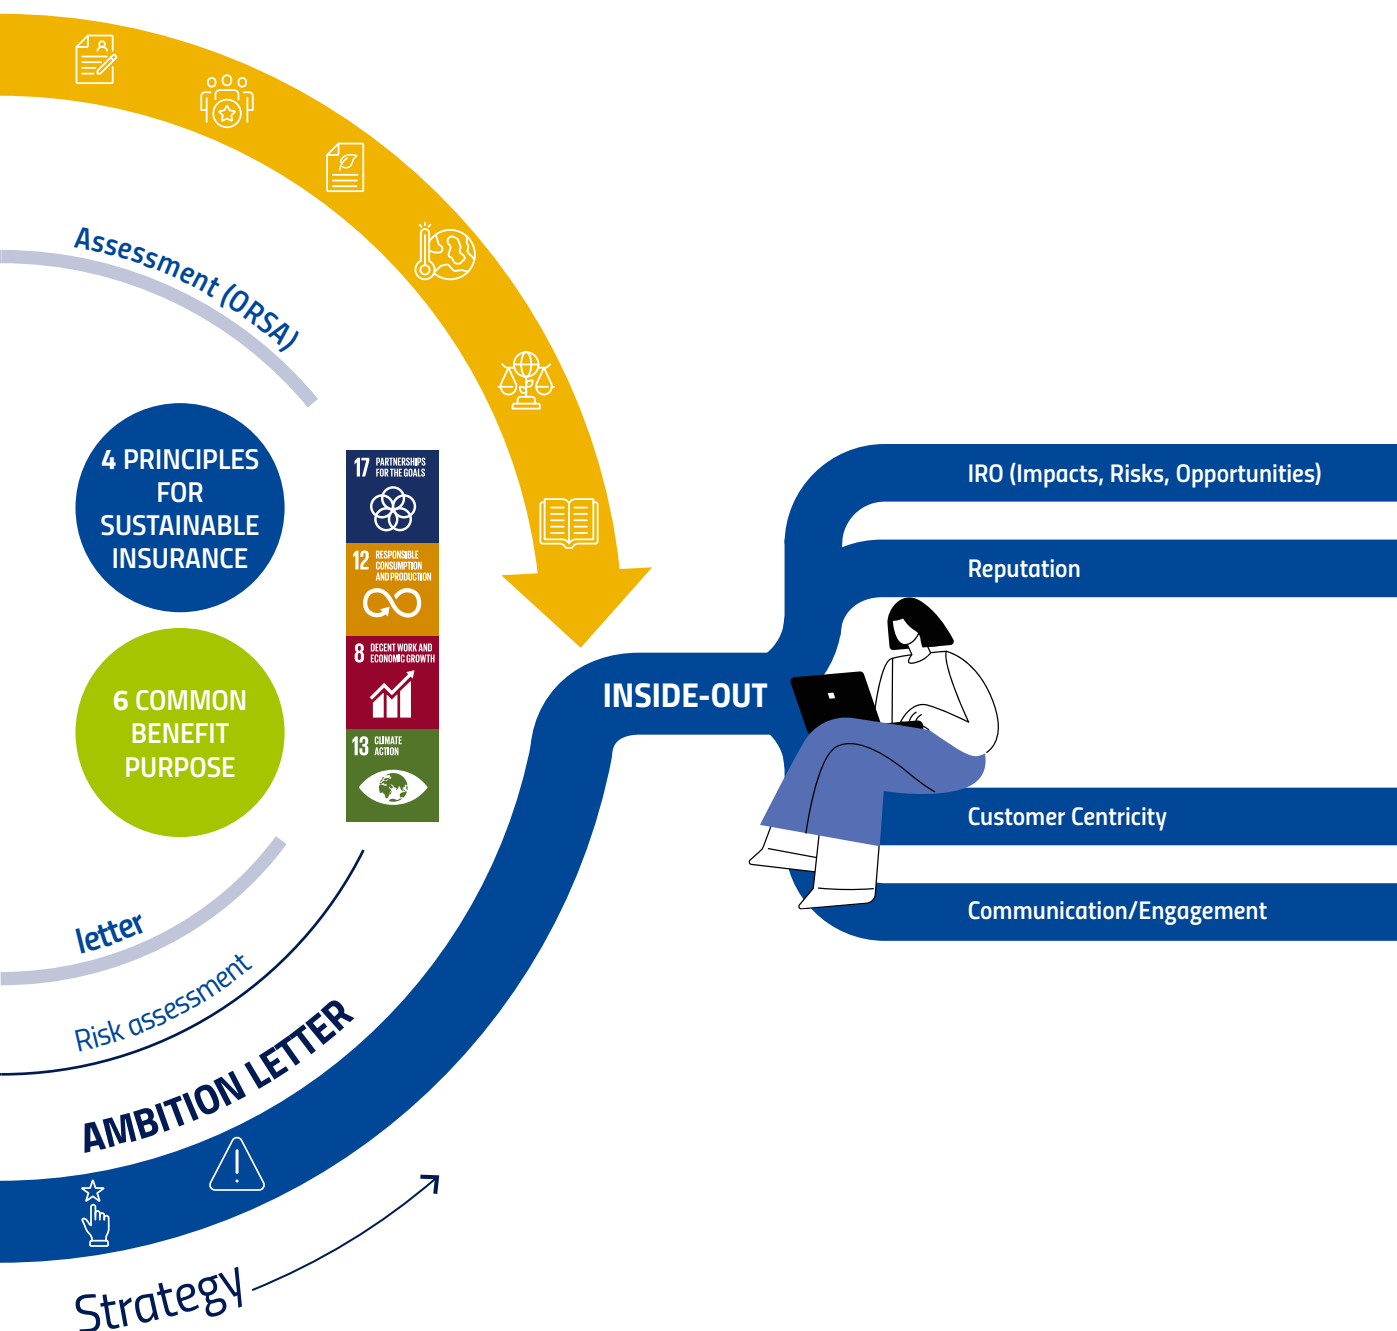 Assessment (ORSA)
4 PRINCIPLES
FOR
SUSTAINABLE
INSURANCE
6 COMMON
BENEFIT
PURPOSE
17 PARTNERSHIPS
FOR THE GOALS
12 RESPONSIBLE
CONSUMPTION
AND PRODUCTION
8 DECENT WORK AND
ECONOMIC GROWTH
13 CLIMATE
ACTION
letter
Risk assessment
AMBITION LETTER
Strategy
INSIDE-OUT
IRO (Impacts, Risks, Opportunities)
Reputation
Customer Centricity
Communication/Engagement